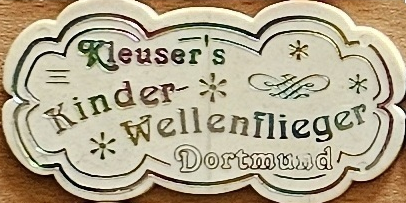 Kleuser's
Kinder-
Wellenflieger
Dortmund